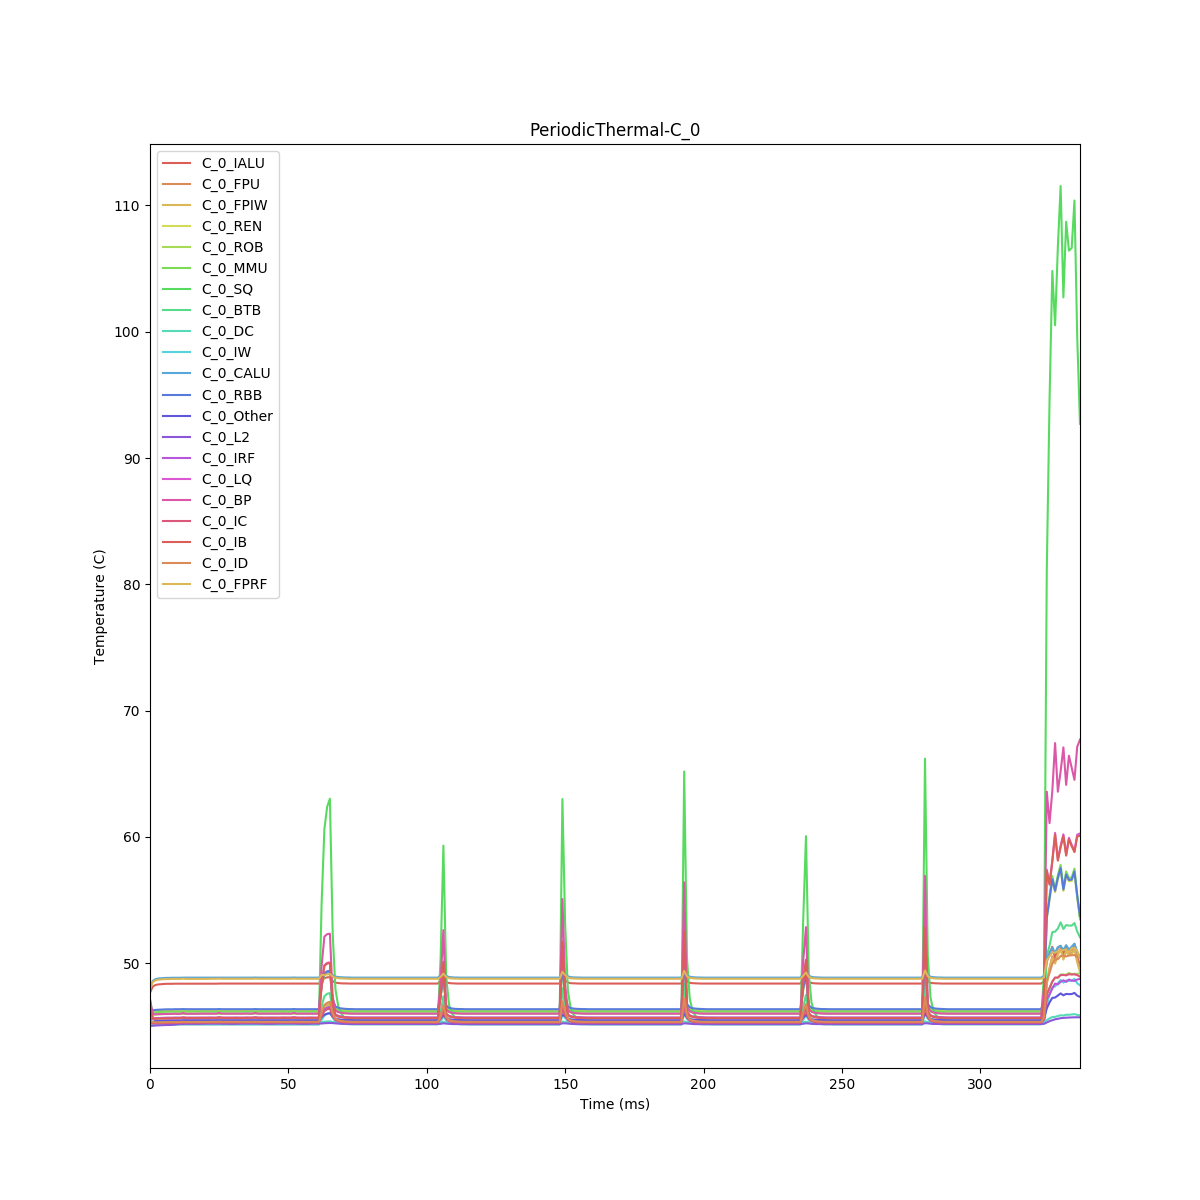 PeriodicThermal-C_0
C_0_IALU
C_0_FPU
C_0_FPIW
C_0_REN
C_0_ROB
C_0_MMU
C_0_SQ
C_0_BTB
C_0_DC
C_0_IW
C_0_CALU
C_0_RBB
C_0_Other
C_0_L2
C_0_IRF
C_0_LQ
C_0_BP
C_0_IC
C_0_IB
C_0_ID
C_0_FPRF
110
100
90
80
70
60
50
Temperature (C)
0 50 100 150 200 250 300
Time (ms)